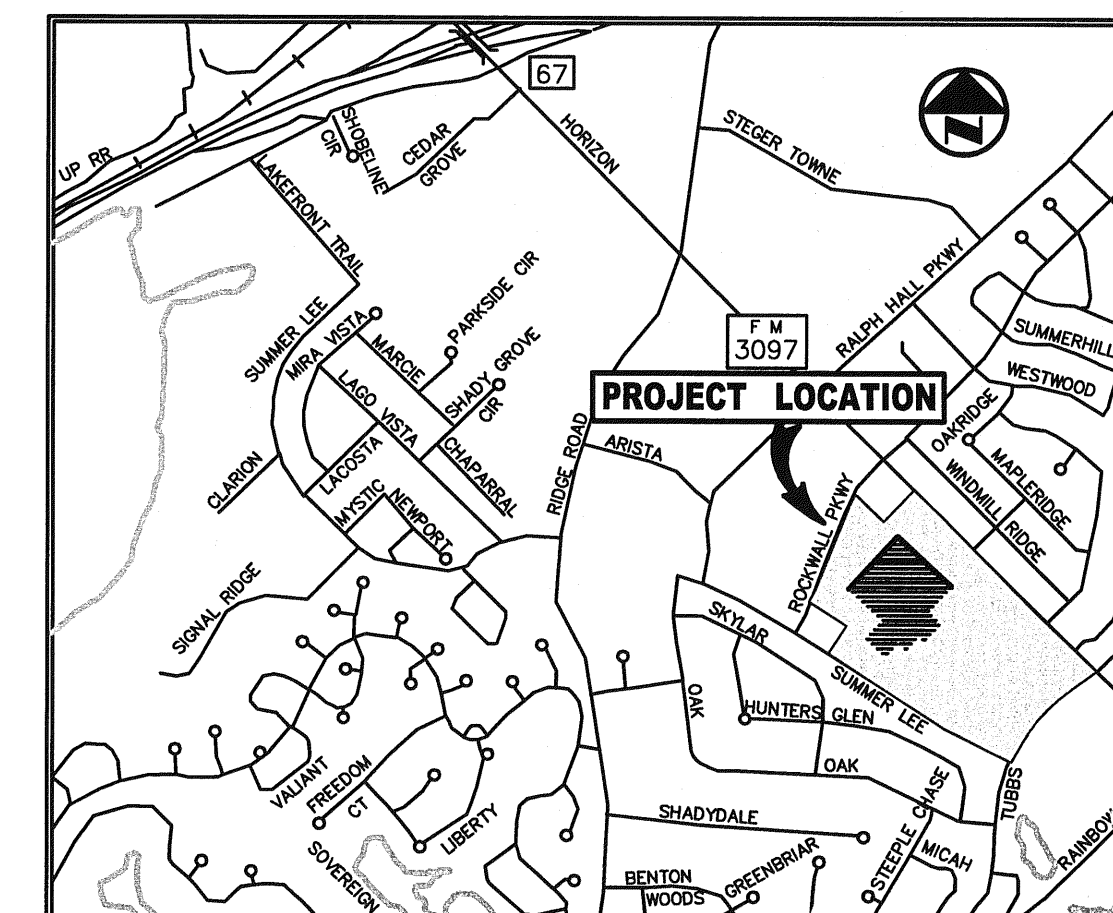 67
UP RR
SHORELINE
CIR
CEDAR
GROVE
HORIZON
STEGER TOWNE
N
LAKEFRONT TRAIL
RALPH HALL PKWY
PARKSIDE CIR
SUMMER LEE
MIRA VISTA
MARCIE
F M
3097
SUMMERHILL
SHADY GROVE
CIR
WESTWOOD
LAGO VISTA
PROJECT LOCATION
OAKRIDGE
CLARION
LACOSTA
CHAPARRAL
RIDGE ROAD
ARISTA
MAPLERIDGE
WINDMILL RIDGE
MYSTIC
NEWPORT
ROCKWALL PKWY
SIGNAL RIDGE
SKYLAR
SUMMER LEE
OAK
HUNTERS GLEN
OAK
VALIANT
FREEDOM
CT
TUBBS
LIBERTY
SHADYDALE
STEEPLE CHASE
SOVEREIGN
MICAH
RAINBOW
BENTON
WOODS
GREENBRIAR